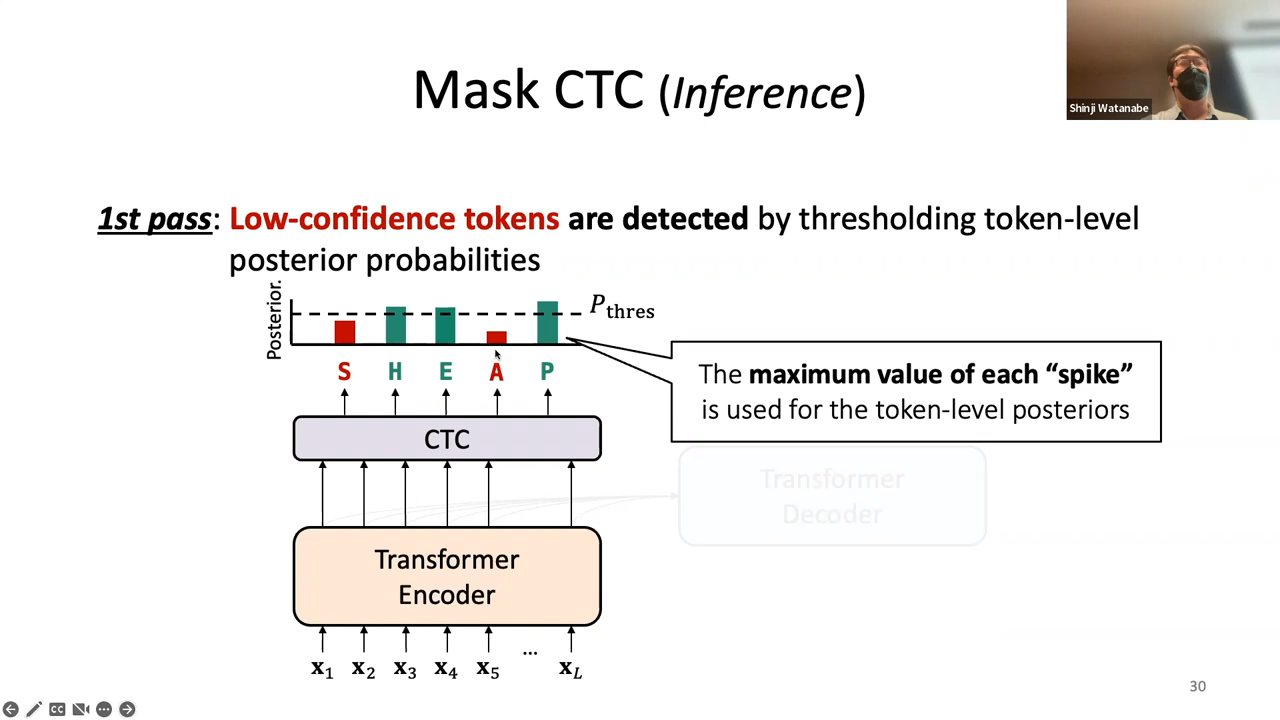 Shinji Watanabe
Mask CTC (Inference)
1st pass: Low-confidence tokens are detected by thresholding token-level
posterior probabilities
Posterior.
P thres
S H E A P
The maximum value of each “spike”
is used for the token-level posteriors
CTC
Transformer
Decoder
Transformer
Encoder
x1 x2 x3 x4 x5 ... xL
30
CC